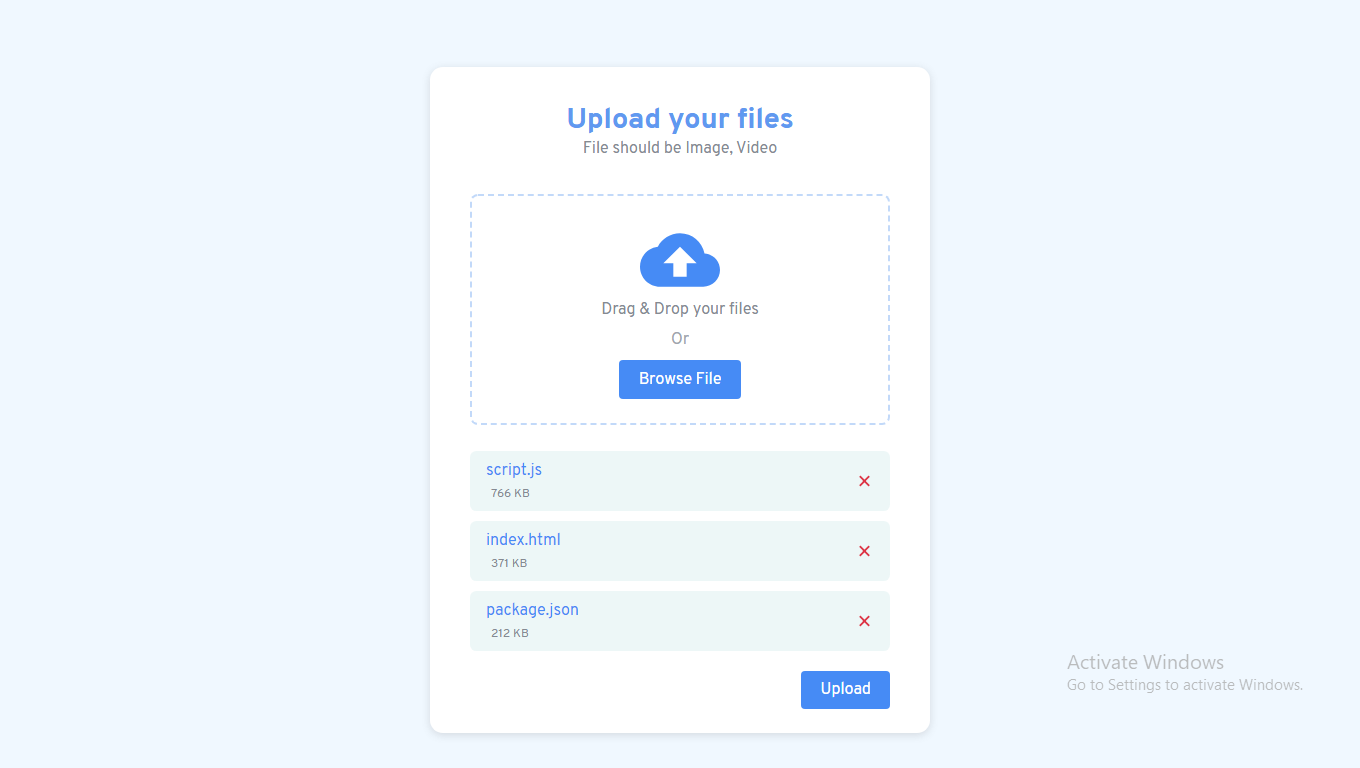 Upload your files
File should be Image, Video
Drag & Drop your files
Or
Browse File
script.js
766 KB
index.html
371 KB
package.json
212 KB
Upload
Activate Windows
Go to Settings to activate Windows.